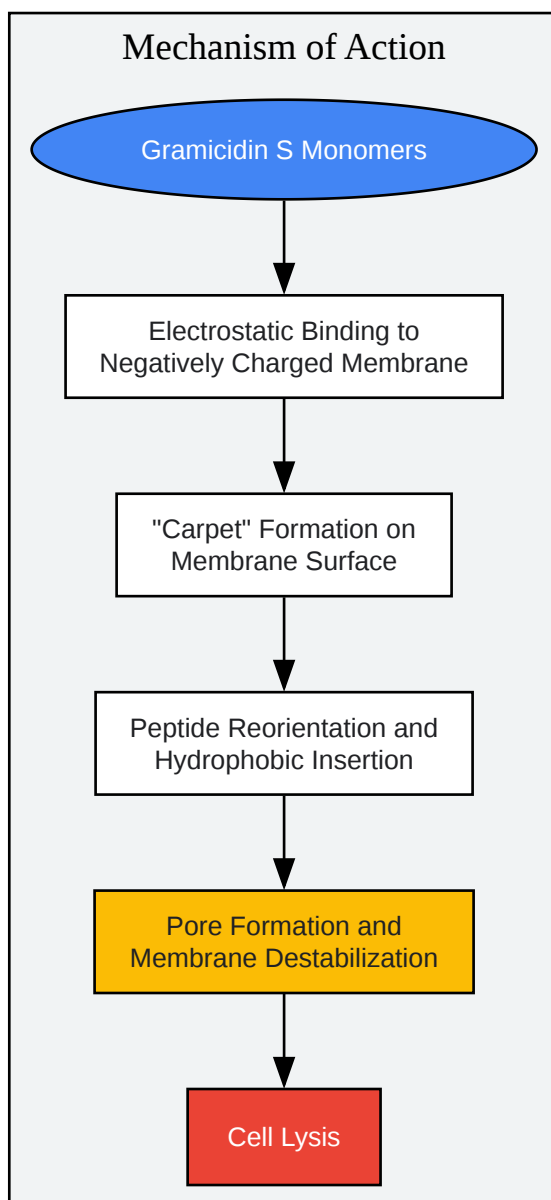 Mechanism of Action
Gramicidin S Monomers
Electrostatic Binding to
Negatively Charged Membrane
"Carpet" Formation on
Membrane Surface
Peptide Reorientation and
Hydrophobic Insertion
Pore Formation and
Membrane Destabilization
Cell Lysis